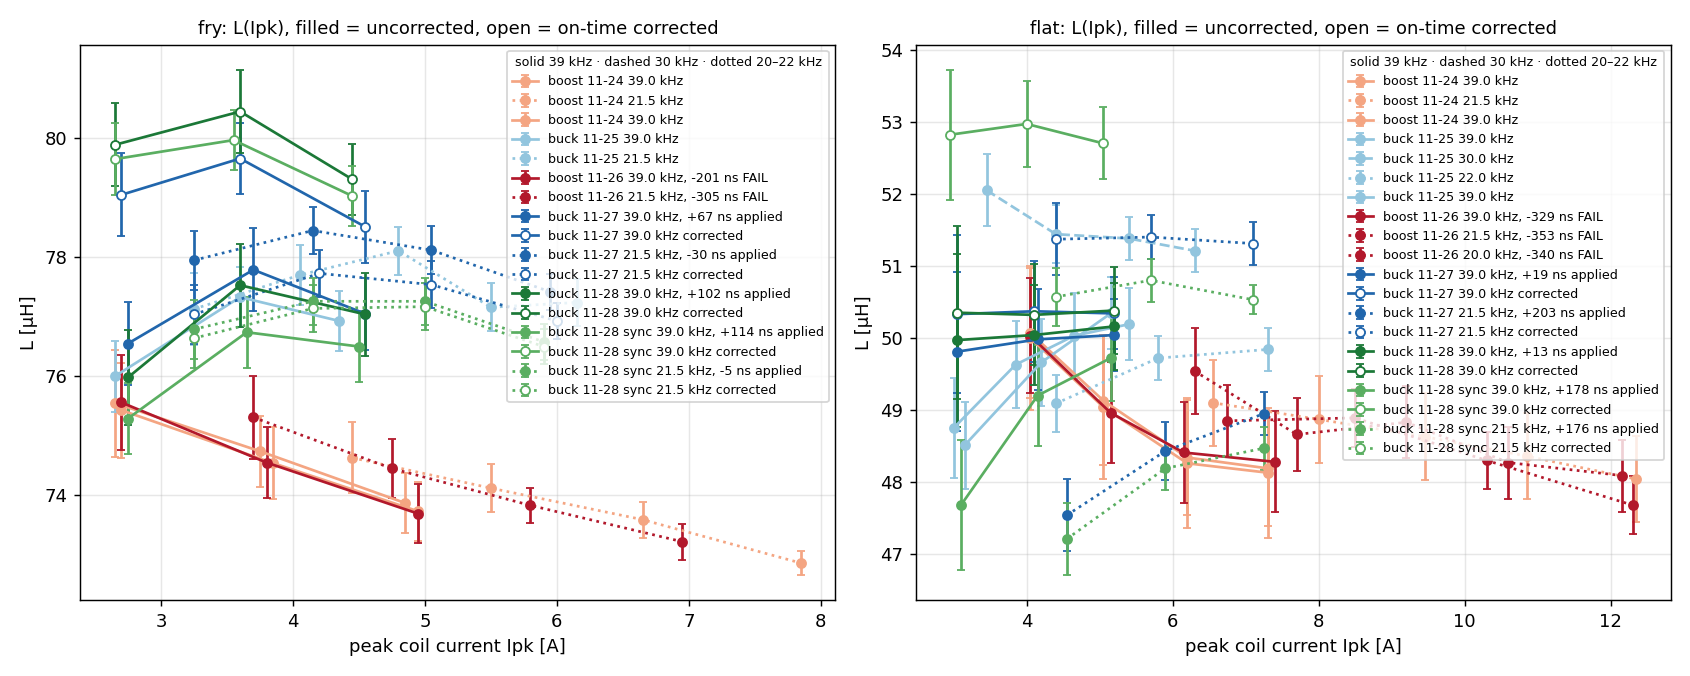 fry: L(Ipk), filled = uncorrected, open = on-time corrected
solid 39 kHz · dashed 30 kHz · dotted 20–22 kHz
boost 11-24 39.0 kHz
boost 11-24 21.5 kHz
boost 11-24 39.0 kHz
buck 11-25 39.0 kHz
buck 11-25 21.5 kHz
boost 11-26 39.0 kHz, -201 ns FAIL
boost 11-26 21.5 kHz, -305 ns FAIL
buck 11-27 39.0 kHz, +67 ns applied
buck 11-27 39.0 kHz corrected
buck 11-27 21.5 kHz, -30 ns applied
buck 11-27 21.5 kHz corrected
buck 11-28 39.0 kHz, +102 ns applied
buck 11-28 39.0 kHz corrected
buck 11-28 sync 39.0 kHz, +114 ns applied
buck 11-28 sync 39.0 kHz corrected
buck 11-28 sync 21.5 kHz, -5 ns applied
buck 11-28 sync 21.5 kHz corrected
L [µH]
80
78
76
74
3 4 5 6 7 8
peak coil current Ipk [A]
flat: L(Ipk), filled = uncorrected, open = on-time corrected
solid 39 kHz · dashed 30 kHz · dotted 20–22 kHz
boost 11-24 39.0 kHz
boost 11-24 21.5 kHz
boost 11-24 39.0 kHz
buck 11-25 39.0 kHz
buck 11-25 30.0 kHz
buck 11-25 22.0 kHz
buck 11-25 39.0 kHz
boost 11-26 39.0 kHz, -329 ns FAIL
boost 11-26 21.5 kHz, -353 ns FAIL
boost 11-26 20.0 kHz, -340 ns FAIL
buck 11-27 39.0 kHz, +19 ns applied
buck 11-27 39.0 kHz corrected
buck 11-27 21.5 kHz, +203 ns applied
buck 11-27 21.5 kHz corrected
buck 11-28 39.0 kHz, +13 ns applied
buck 11-28 39.0 kHz corrected
buck 11-28 sync 39.0 kHz, +178 ns applied
buck 11-28 sync 39.0 kHz corrected
buck 11-28 sync 21.5 kHz, +176 ns applied
buck 11-28 sync 21.5 kHz corrected
L [µH]
54
53
52
51
50
49
48
47
4 6 8 10 12
peak coil current Ipk [A]